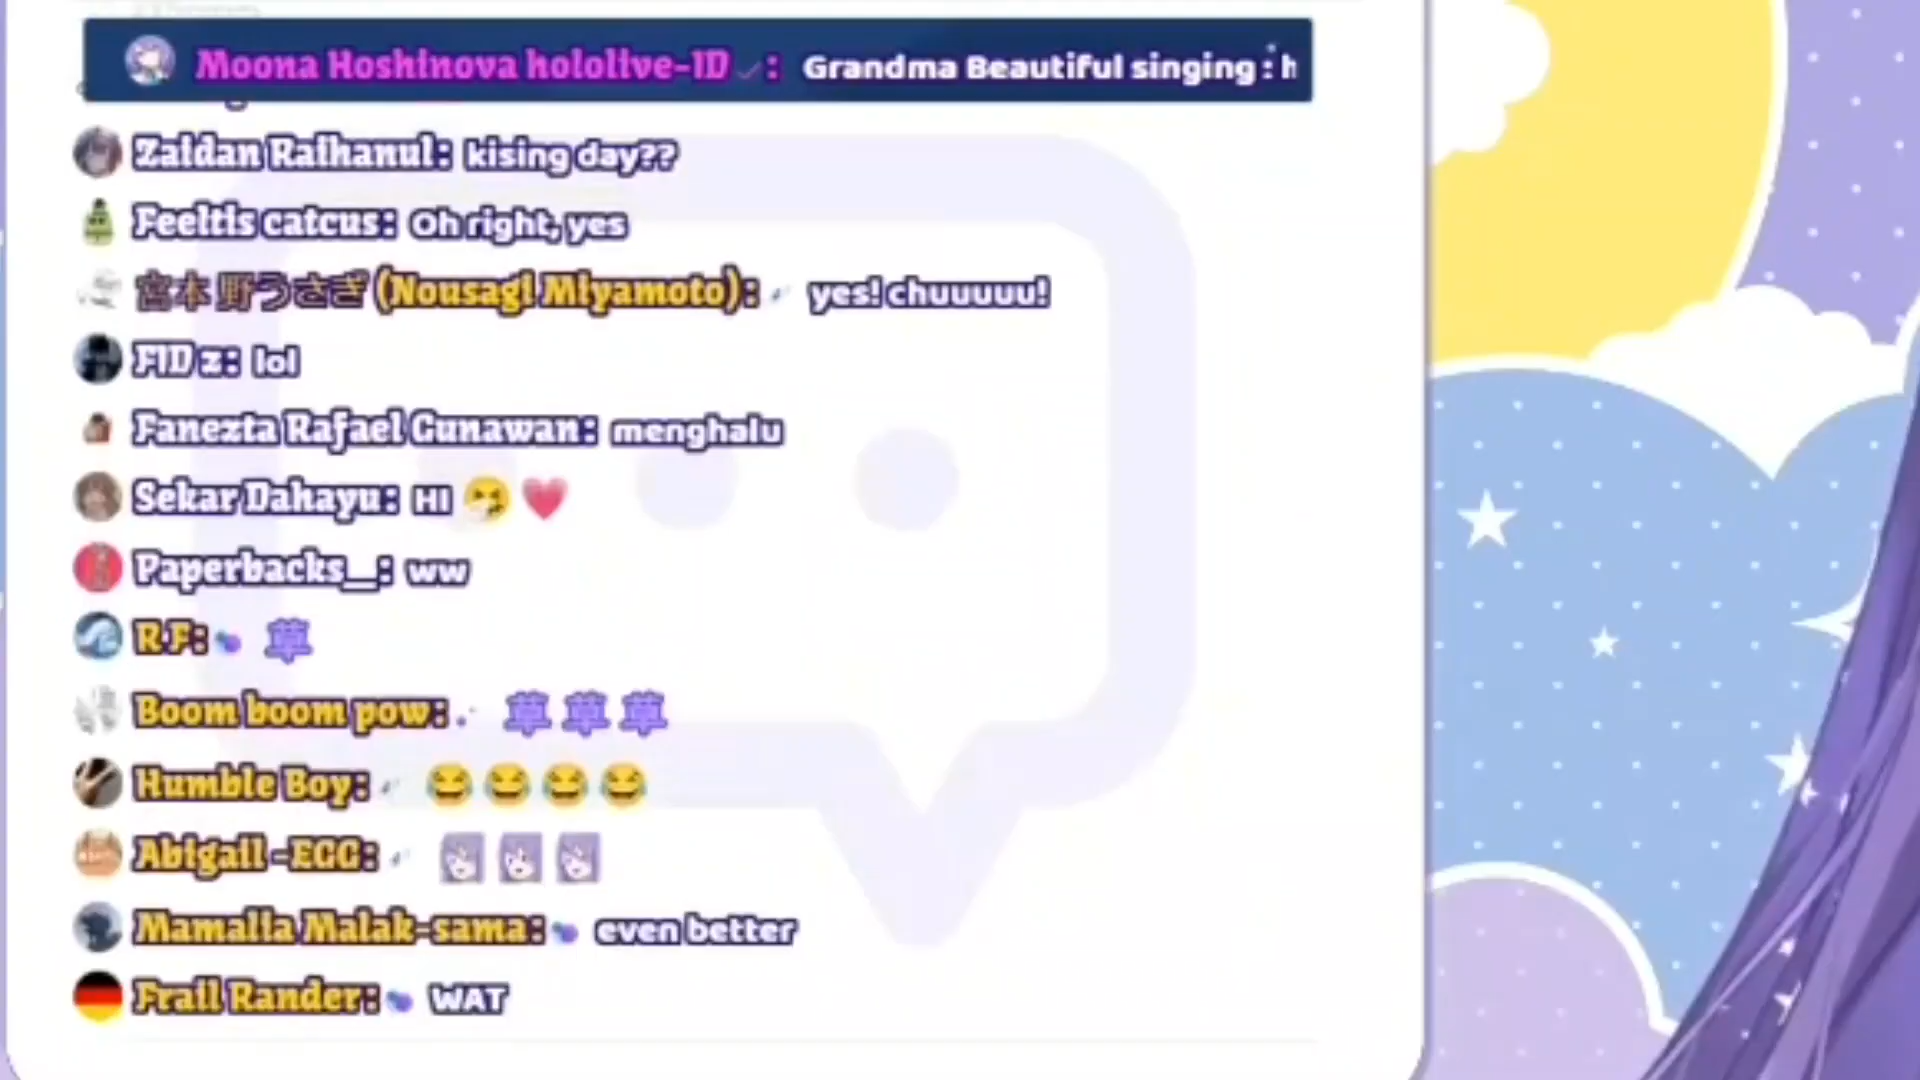 Moona Hoshinova hololive-ID: Grandma Beautiful singing : h
Zaidan Raihanul: kising day??
Feeltis catcus: Oh right, yes
宮本 野うさぎ (Nousagi Miyamoto): yes! chuuuuu!
FID z: lol
Fanezta Rafael Gunawan: menghalu
Sekar Dahayu: HI
Paperbacks__: ww
R.F: 草
Boom boom pow: 草 草 草
Humble Boy:
Abigail -EGG:
Mamalia Malak-sama: even better
Frail Rander: WAT